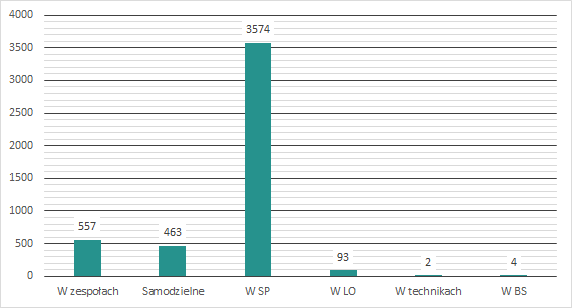 4000
3500
3000
2500
2000
1500
1000
500
0
557
463
3574
93
2
4
W zespołach
Samodzielne
W SP
W LO
W technikach
W BS